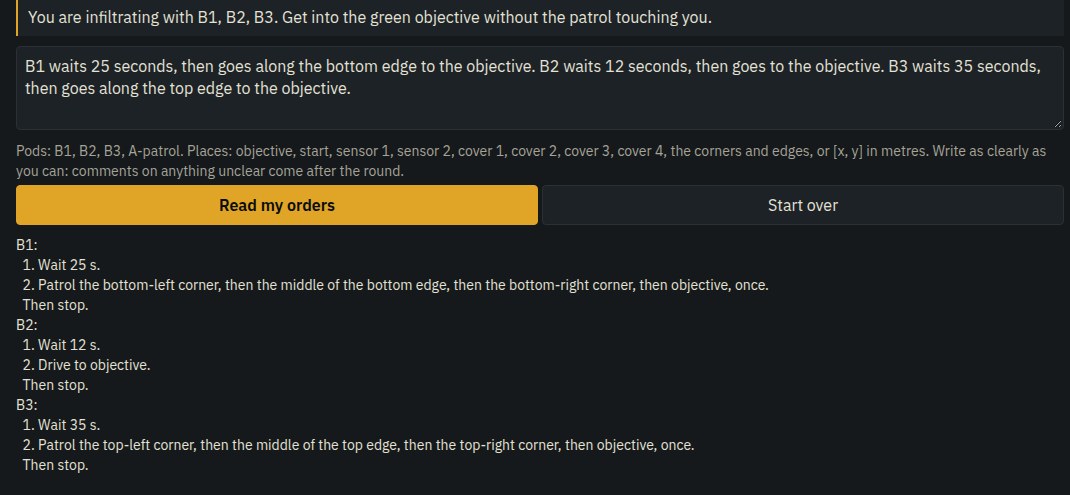 You are infiltrating with B1, B2, B3. Get into the green objective without the patrol touching you.
B1 waits 25 seconds, then goes along the bottom edge to the objective. B2 waits 12 seconds, then goes to the objective. B3 waits 35 seconds,
then goes along the top edge to the objective.
Pods: B1, B2, B3, A-patrol. Places: objective, start, sensor 1, sensor 2, cover 1, cover 2, cover 3, cover 4, the corners and edges, or [x, y] in metres. Write as clearly as
you can: comments on anything unclear come after the round.
Read my orders
Start over
B1:
1. Wait 25 s.
2. Patrol the bottom-left corner, then the middle of the bottom edge, then the bottom-right corner, then objective, once.
Then stop.
B2:
1. Wait 12 s.
2. Drive to objective.
Then stop.
B3:
1. Wait 35 s.
2. Patrol the top-left corner, then the middle of the top edge, then the top-right corner, then objective, once.
Then stop.